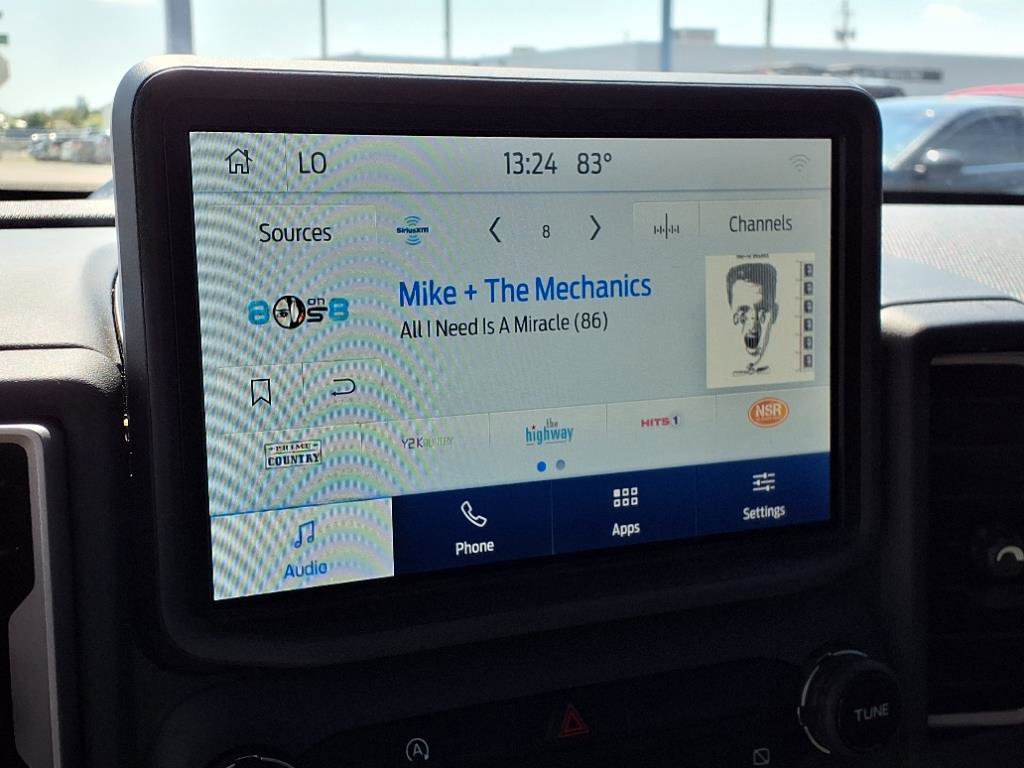 LO 13:24 83°
Sources SiriusXM 8 Channels
80s on 8
Mike + The Mechanics
All I Need Is A Miracle (86)
PRIME COUNTRY
Y2KOUNTRY
the highway
HITS 1
NSR
Audio
Phone
Apps
Settings
A
TUNE